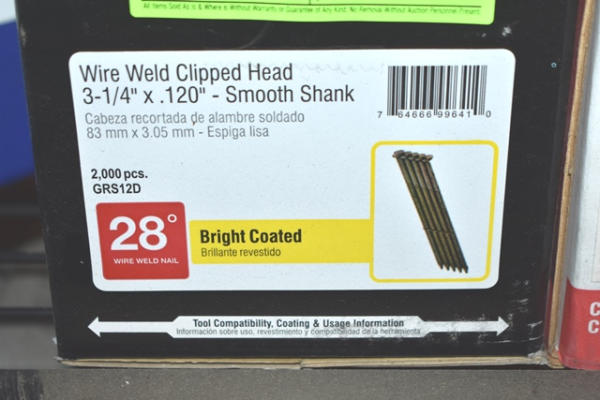 All Items Sold As Is & Where Is Without Warranty or Guarantee of Any Kind. No Removal Without Auction Personnel Present.
Wire Weld Clipped Head
3-1/4" x .120" - Smooth Shank
Cabeza recortada de alambre soldado
83 mm x 3.05 mm - Espiga lisa
7 64666 99641 0
2,000 pcs.
GRS12D
28°
WIRE WELD NAIL
Bright Coated
Brillante revestido
Tool Compatibility, Coating & Usage Information
Información sobre uso, revestimiento y compatibilidad de la herramienta
C
C